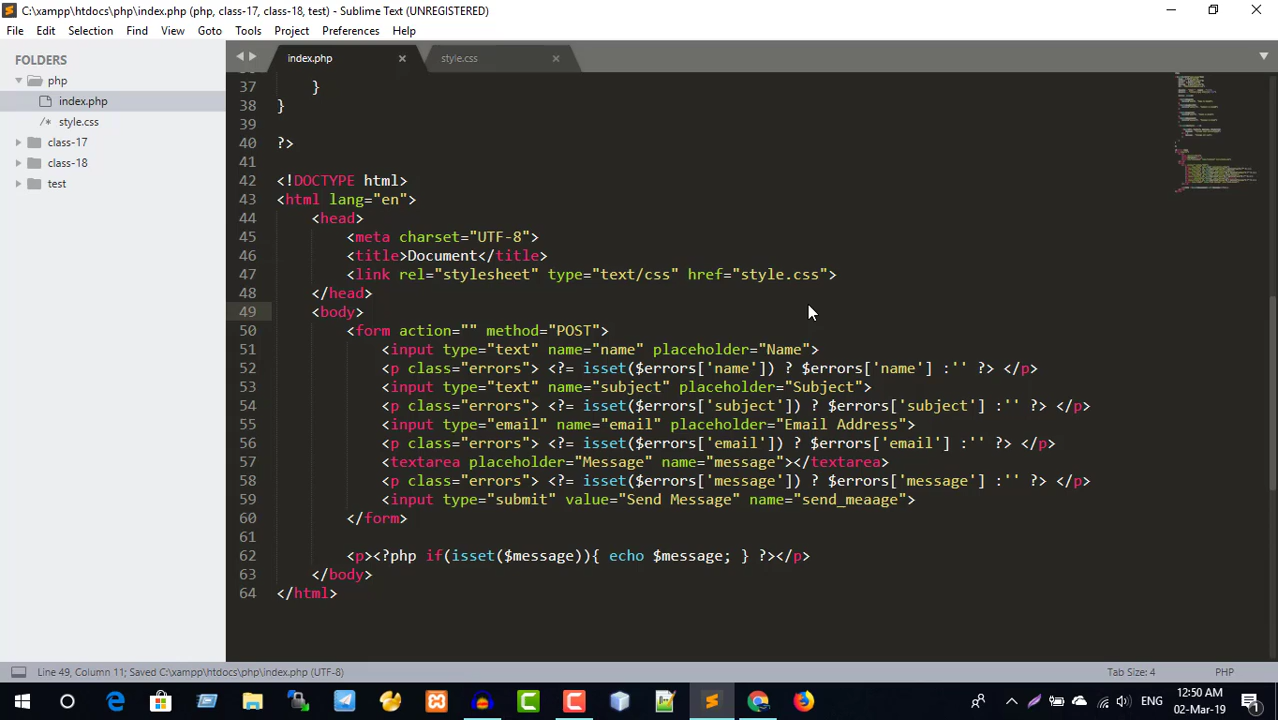 C:\xampp\htdocs\php\index.php (php, class-17, class-18, test) - Sublime Text (UNREGISTERED)
File Edit Selection Find View Goto Tools Project Preferences Help
FOLDERS
php
index.php
/* style.css
class-17
class-18
test
index.php
style.css
37 }
38 }
39
40 ?>
41
42 <!DOCTYPE html>
43 <html lang="en">
44 <head>
45 <meta charset="UTF-8">
46 <title>Document</title>
47 <link rel="stylesheet" type="text/css" href="style.css">
48 </head>
49 <body>
50 <form action="" method="POST">
51 <input type="text" name="name" placeholder="Name">
52 <p class="errors"> <?= isset($errors['name']) ? $errors['name'] :'' ?> </p>
53 <input type="text" name="subject" placeholder="Subject">
54 <p class="errors"> <?= isset($errors['subject']) ? $errors['subject'] :'' ?> </p>
55 <input type="email" name="email" placeholder="Email Address">
56 <p class="errors"> <?= isset($errors['email']) ? $errors['email'] :'' ?> </p>
57 <textarea placeholder="Message" name="message"></textarea>
58 <p class="errors"> <?= isset($errors['message']) ? $errors['message'] :'' ?> </p>
59 <input type="submit" value="Send Message" name="send_meaage">
60 </form>
61
62 <p><?php if(isset($message)){ echo $message; } ?></p>
63 </body>
64 </html>
Line 49, Column 11; Saved C:\xampp\htdocs\php\index.php (UTF-8)
Tab Size: 4
PHP
ENG
12:50 AM
02-Mar-19
1